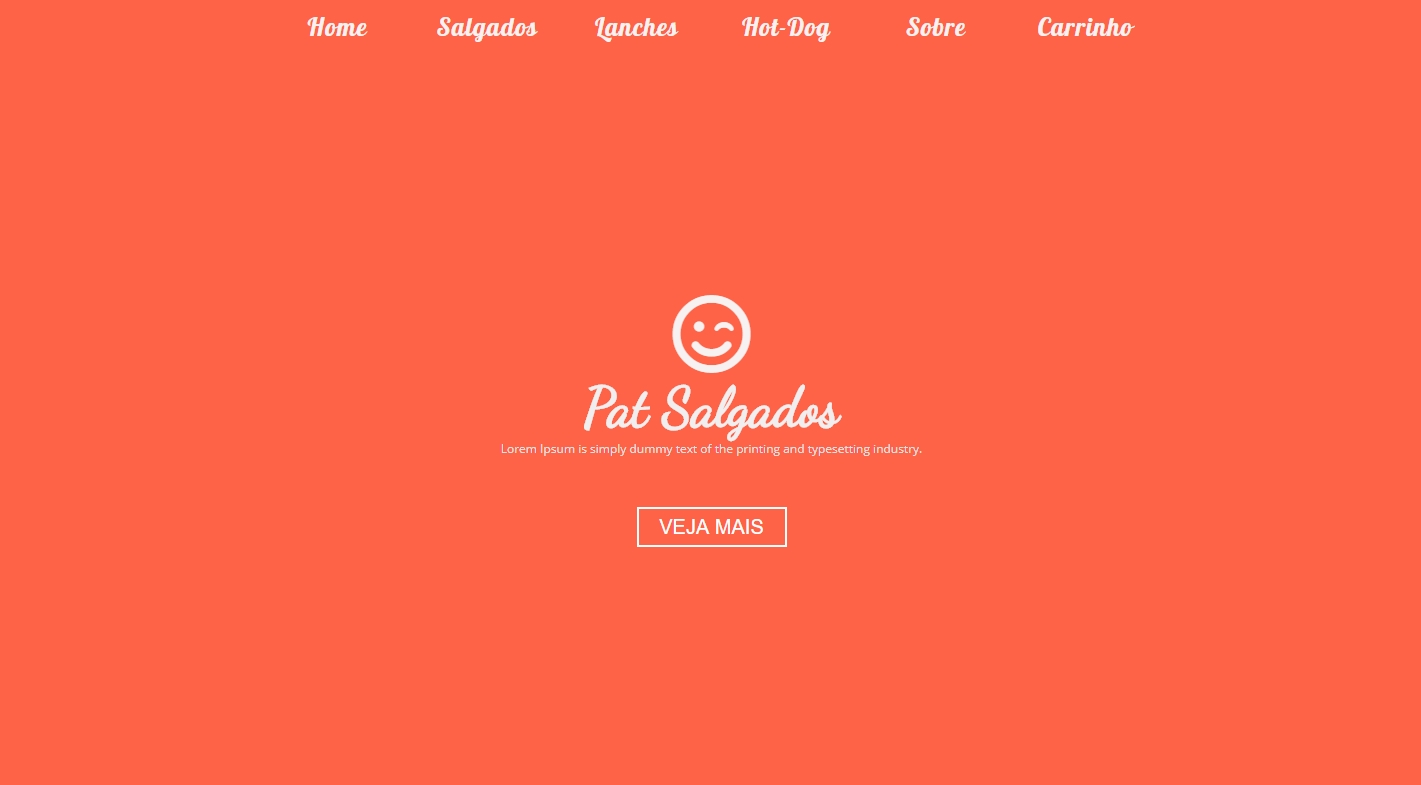 Home Salgados Lanches Hot-Dog Sobre Carrinho
Pat Salgados
Lorem Ipsum is simply dummy text of the printing and typesetting industry.
VEJA MAIS